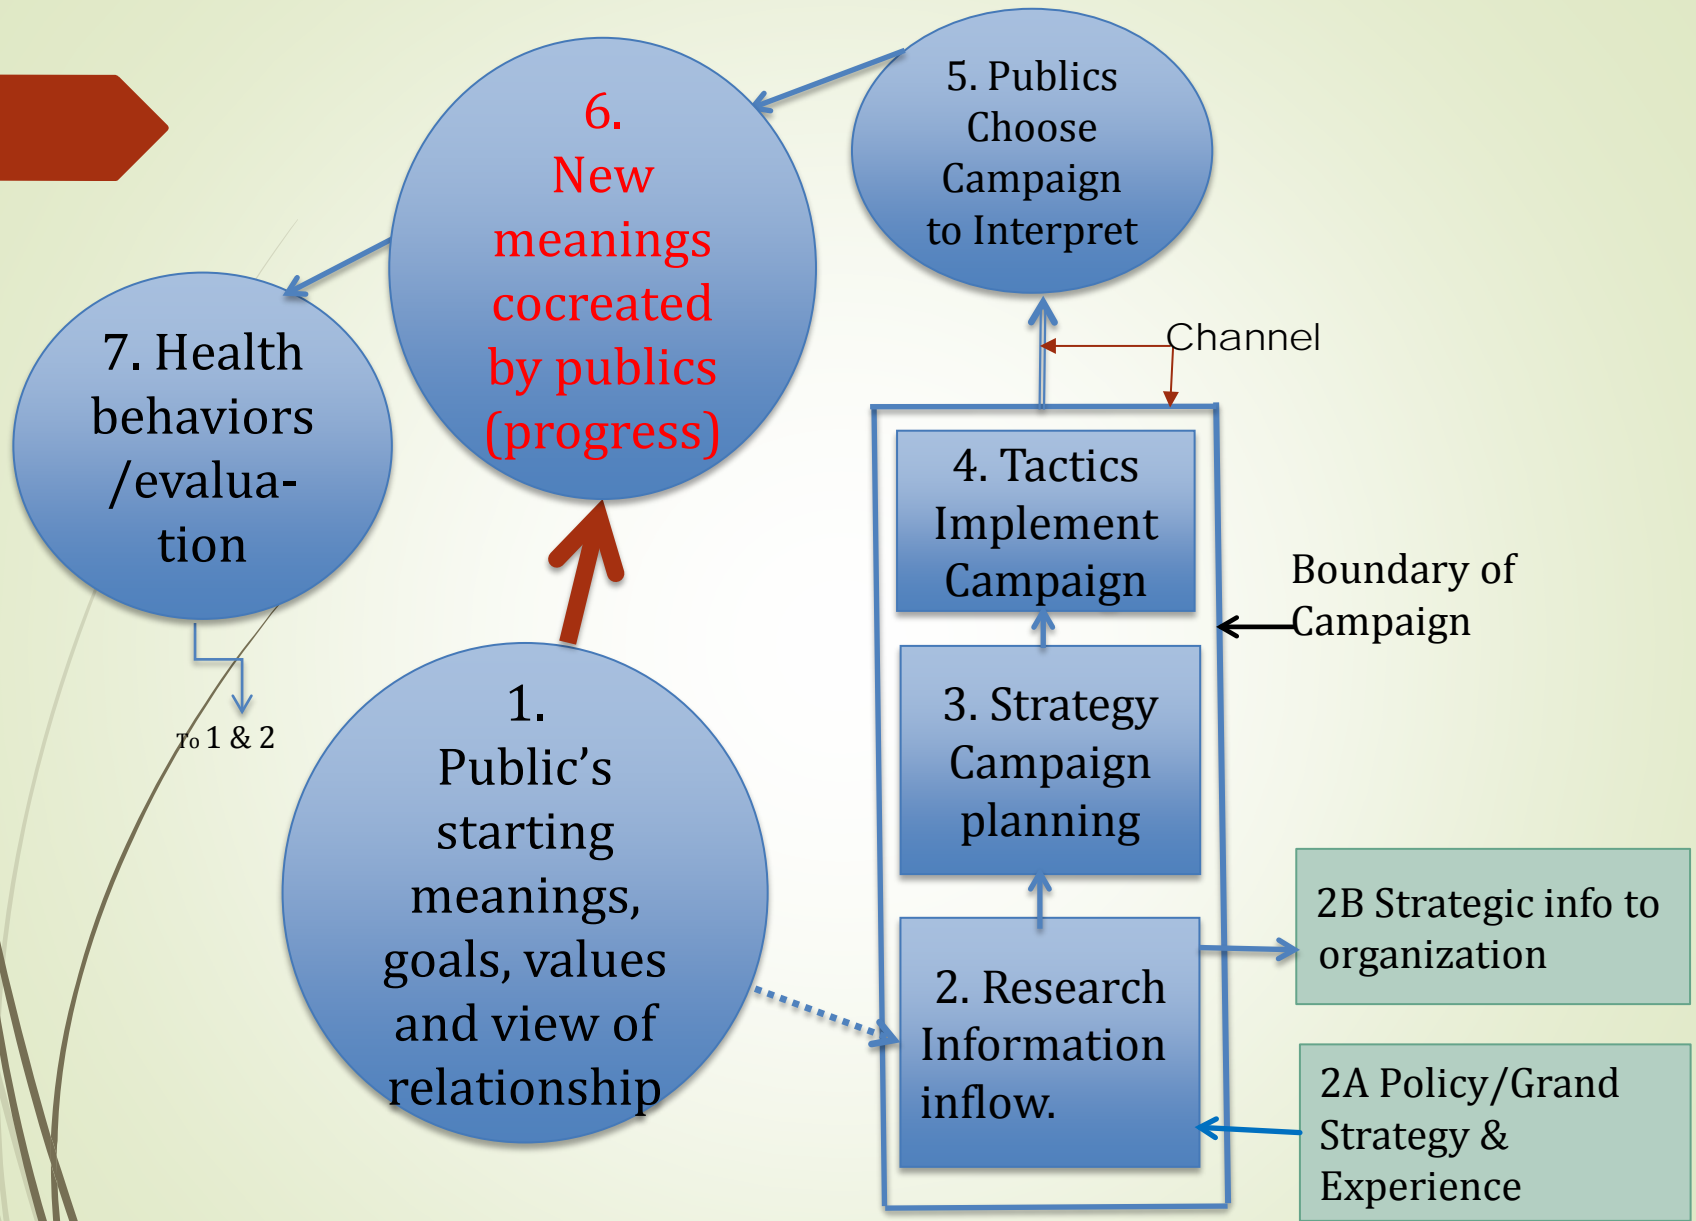 5. Publics
Choose
Campaign
to Interpret
6.
New
meanings
cocreated
by publics
(progress)
7. Health
behaviors
/evalua-
tion
To 1 & 2
1.
Public’s
starting
meanings,
goals, values
and view of
relationship
Channel
4. Tactics
Implement
Campaign
Boundary of
Campaign
3. Strategy
Campaign
planning
2. Research
Information
inflow.
2B Strategic info to
organization
2A Policy/Grand
Strategy &
Experience